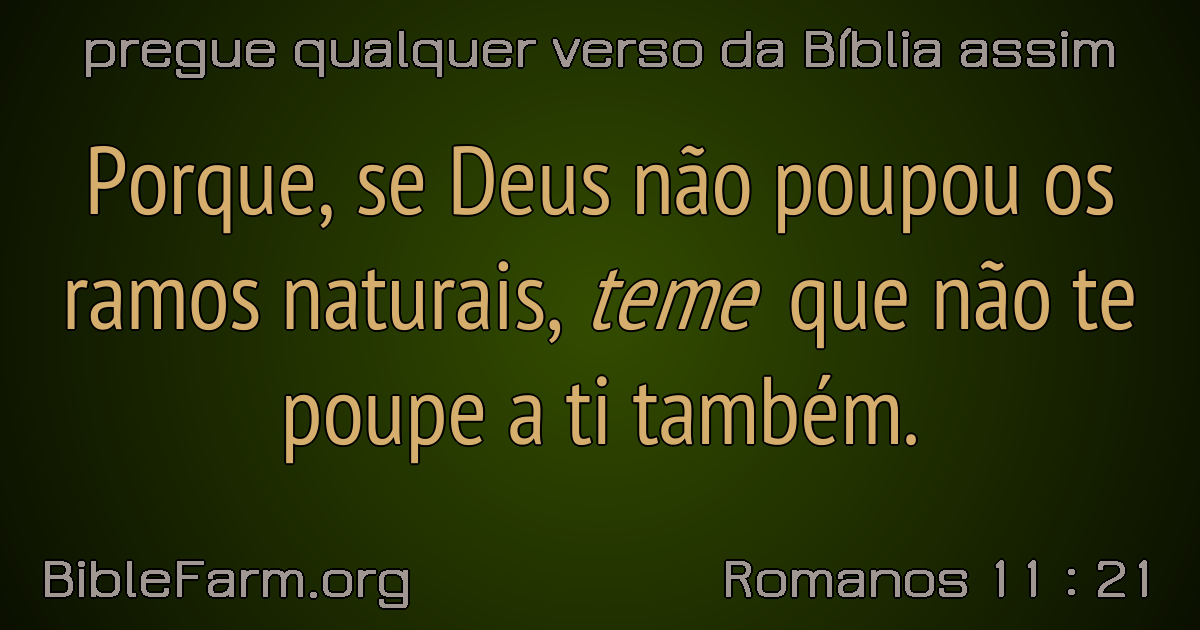 pregue qualquer verso da Bíblia assim
Porque, se Deus não poupou os
ramos naturais, teme que não te
poupe a ti também.
BibleFarm.org
Romanos 11 : 21